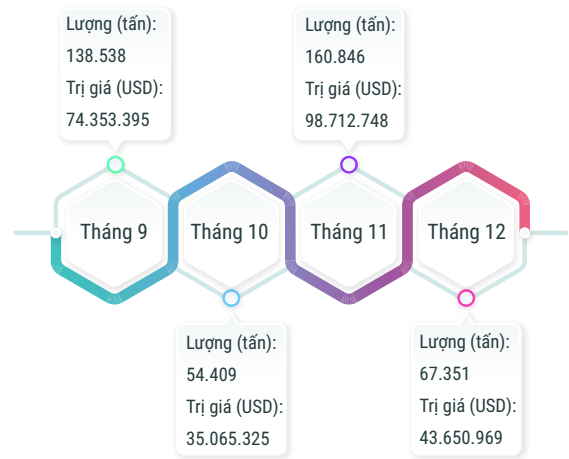 Lượng (tấn):
138.538
Trị giá (USD):
74.353.395
Lượng (tấn):
160.846
Trị giá (USD):
98.712.748
Tháng 9
Tháng 10
Tháng 11
Tháng 12
Lượng (tấn):
54.409
Trị giá (USD):
35.065.325
Lượng (tấn):
67.351
Trị giá (USD):
43.650.969